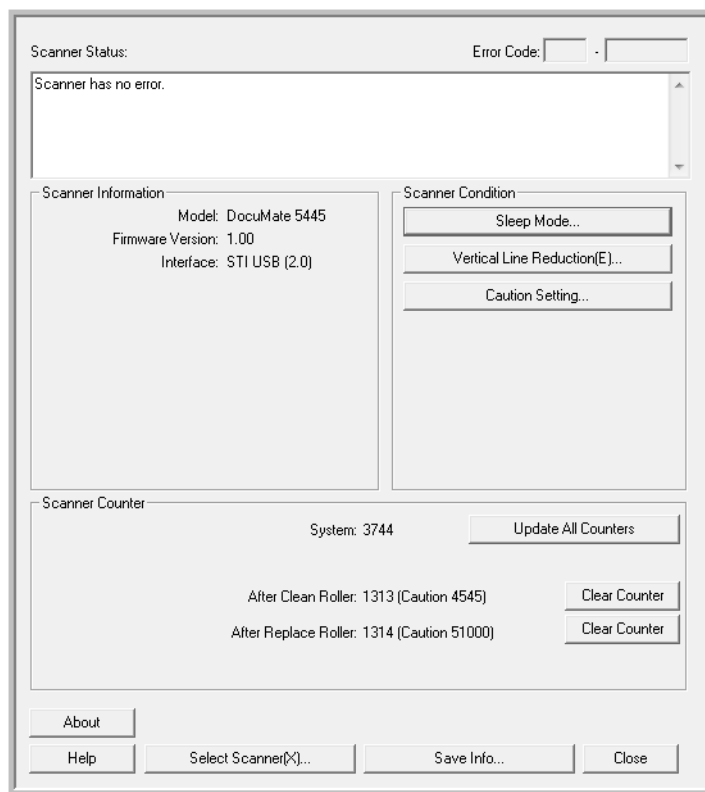 Scanner Status:
Error Code: -
Scanner has no error.
Scanner Information
Model: DocuMate 5445
Firmware Version: 1.00
Interface: STI USB (2.0)
Scanner Condition
Sleep Mode...
Vertical Line Reduction(E)...
Caution Setting...
Scanner Counter
System: 3744
Update All Counters
After Clean Roller: 1313 (Caution 4545)
Clear Counter
After Replace Roller: 1314 (Caution 51000)
Clear Counter
About
Help
Select Scanner(X)...
Save Info...
Close